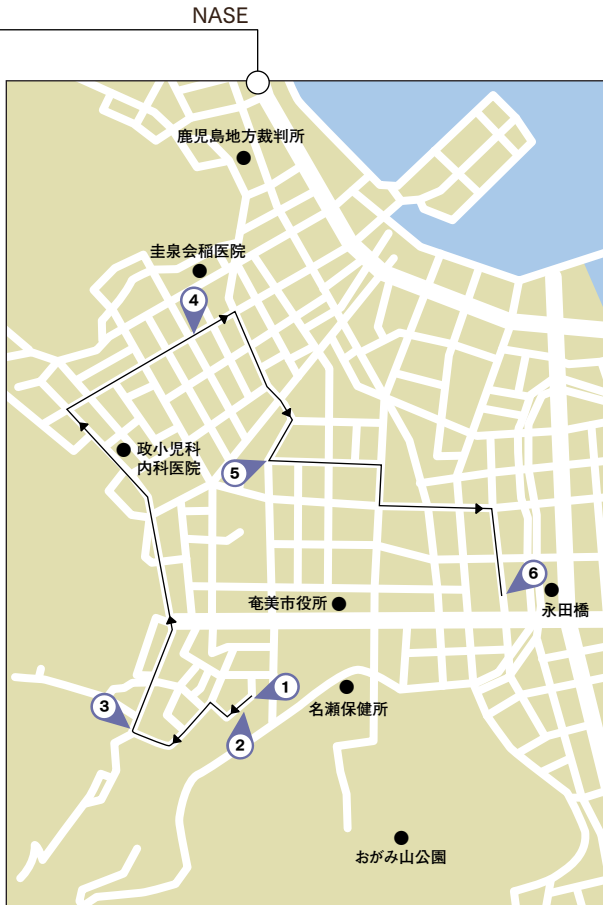 NASE
鹿児島地方裁判所
圭泉会稲医院
4
政小児科
内科医院
5
6
奄美市役所
永田橋
1
名瀬保健所
3
2
おがみ山公園